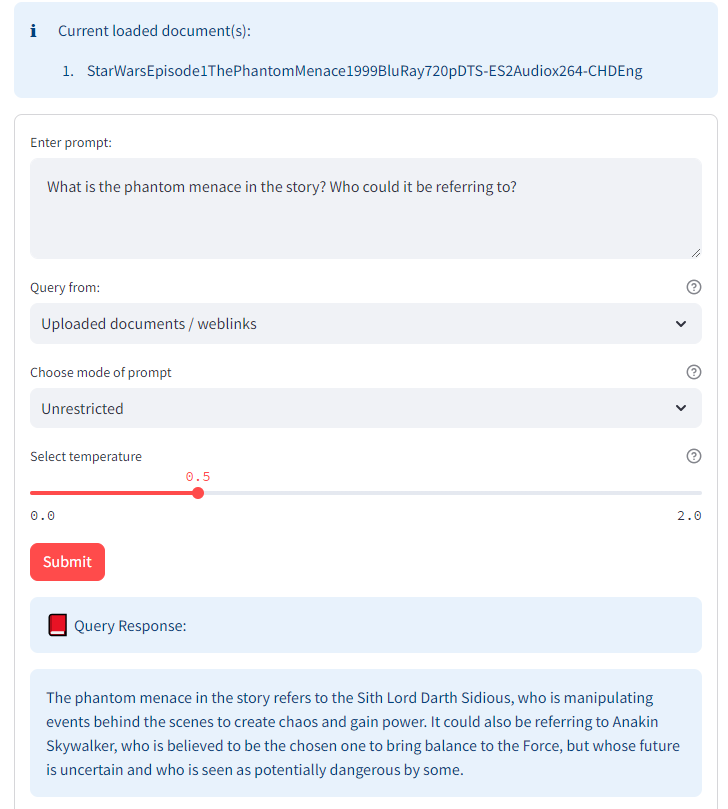 Current loaded document(s):
1. StarWarsEpisode1ThePhantomMenace1999BluRay720pDTS-ES2Audiox264-CHDEng
Enter prompt:
What is the phantom menace in the story? Who could it be referring to?
Query from:
Uploaded documents / weblinks
Choose mode of prompt
Unrestricted
Select temperature
0.5
0.0 2.0
Submit
Query Response:
The phantom menace in the story refers to the Sith Lord Darth Sidious, who is manipulating
events behind the scenes to create chaos and gain power. It could also be referring to Anakin
Skywalker, who is believed to be the chosen one to bring balance to the Force, but whose future
is uncertain and who is seen as potentially dangerous by some.